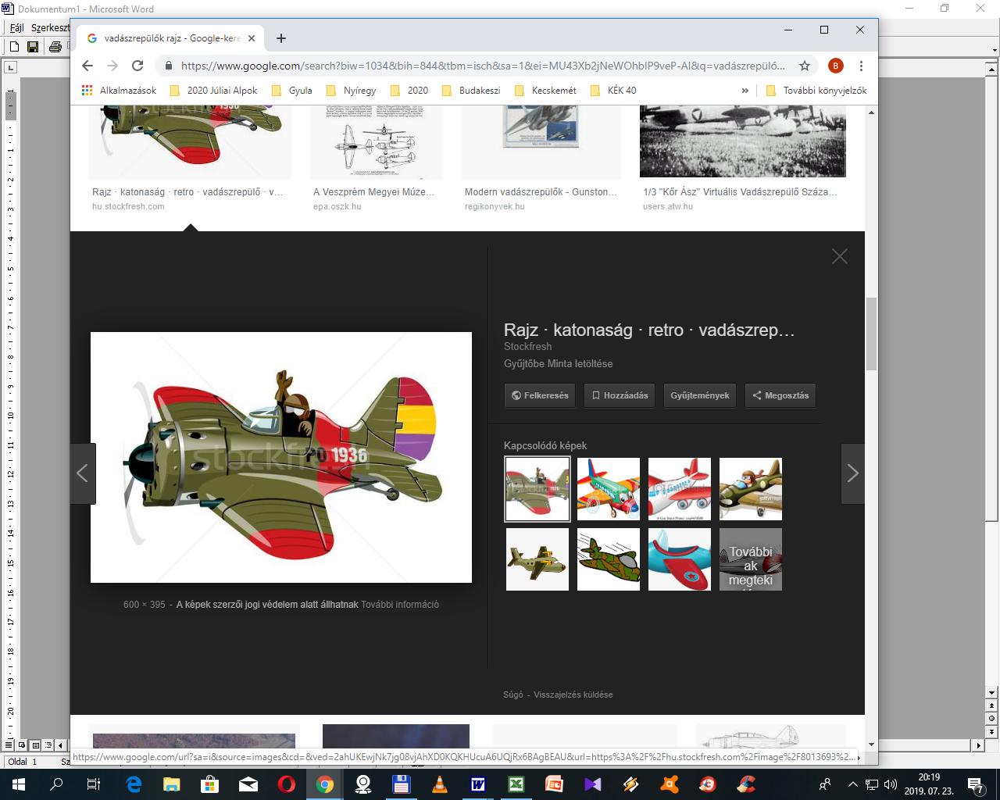 Dokumentum1 - Microsoft Word
Fájl Szerkeszt
vadászrepülők rajz - Google-kere
https://www.google.com/search?biw=1034&bih=844&tbm=isch&sa=1&ei=MU43Xb2jNeWOhbIP9veP-AI&q=vadászrepülő...
B
Alkalmazások 2020 Júliai Alpok Gyula Nyíregy 2020 Budakeszi Kecskemét KÉK 40 » További könyvjelzők
Rajz · katonaság · retro · vadászrepülő · v...
hu.stockfresh.com
A Veszprém Megyei Múze...
epa.oszk.hu
Modern vadászrepülők - Gunston...
regikonyvek.hu
1/3 "Kőr Ász" Virtuális Vadászrepülő Száza...
users.atw.hu
Rajz · katonaság · retro · vadászrep...
Stockfresh
Gyűjtőbe Minta letöltése
Felkeresés Hozzáadás Gyűjtemények Megosztás
Kapcsolódó képek
stockfresh
1936
További
ak
megteki
600 × 395 - A képek szerzői jogi védelem alatt állhatnak További információ
Súgó - Visszajelzés küldése
https://www.google.com/url?sa=i&source=images&cd=&ved=2ahUKEwjNk7jg08vjAhXD0KQKHUcuA6UQjRx6BAgBEAU&url=https%3A%2F%2Fhu.stockfresh.com%2Fimage%2F8013693%2...
Oldal 1 Sz
20:19
2019. 07. 23.
7